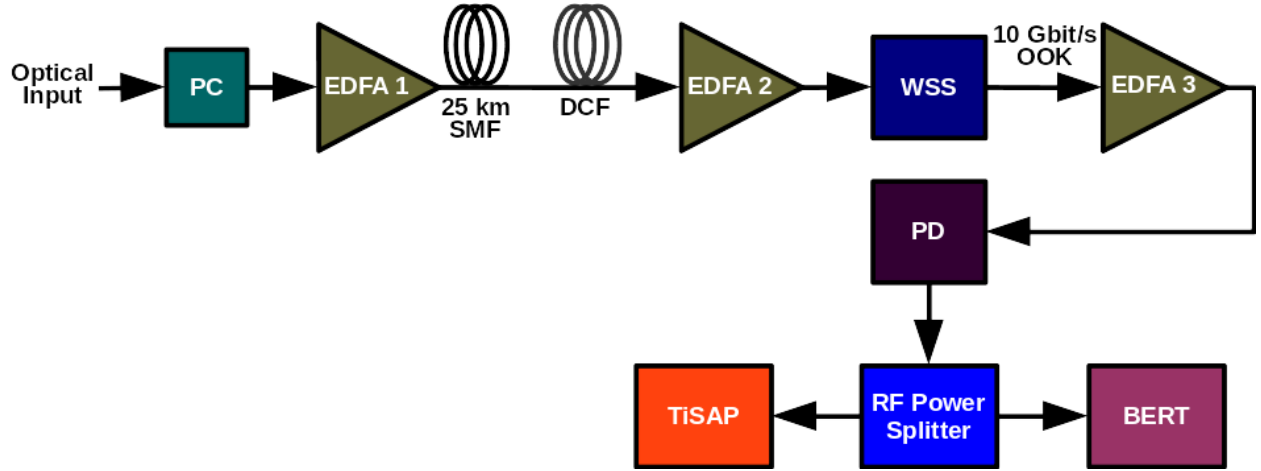 Optical
Input
PC
EDFA 1
25 km
SMF
DCF
EDFA 2
WSS
10 Gbit/s
OOK
EDFA 3
PD
TiSAP
RF Power
Splitter
BERT